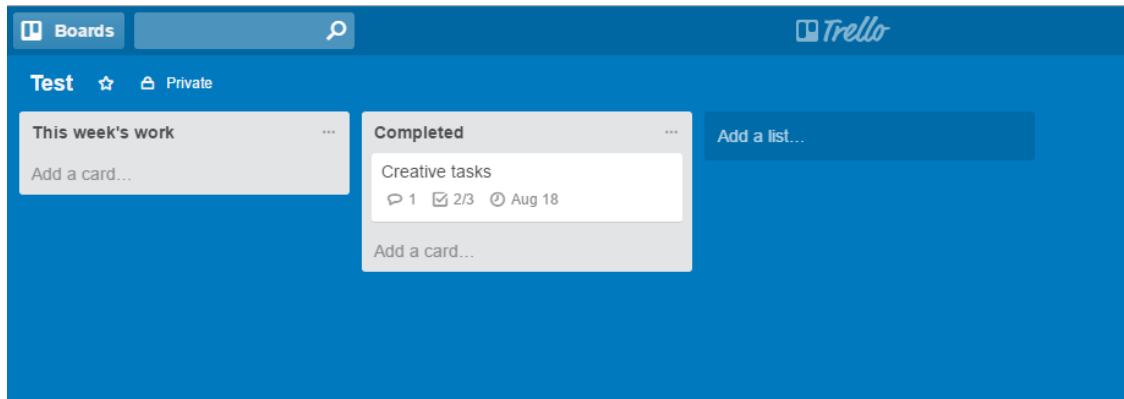 Boards
Trello
Test Private
This week's work
Add a card...
Completed
Creative tasks
1 2/3 Aug 18
Add a card...
Add a list...